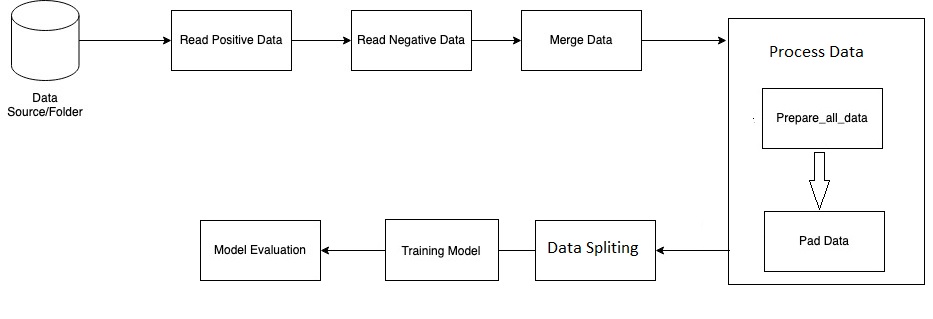 Data
Source/Folder
Read Positive Data
Read Negative Data
Merge Data
Process Data
Prepare_all_data
Pad Data
Data Spliting
Training Model
Model Evaluation